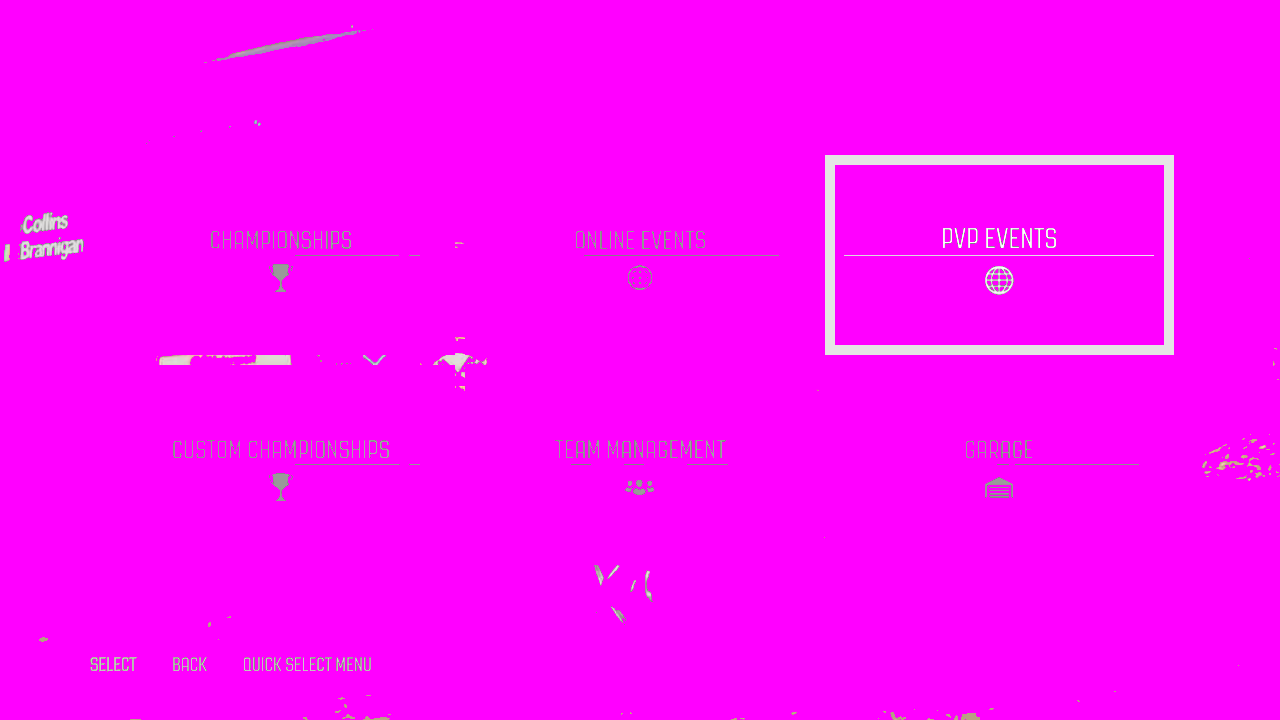 Collins
Brannigan
CHAMPIONSHIPS
ONLINE EVENTS
PVP EVENTS
CUSTOM CHAMPIONSHIPS
TEAM MANAGEMENT
GARAGE
SELECT
BACK
QUICK SELECT MENU